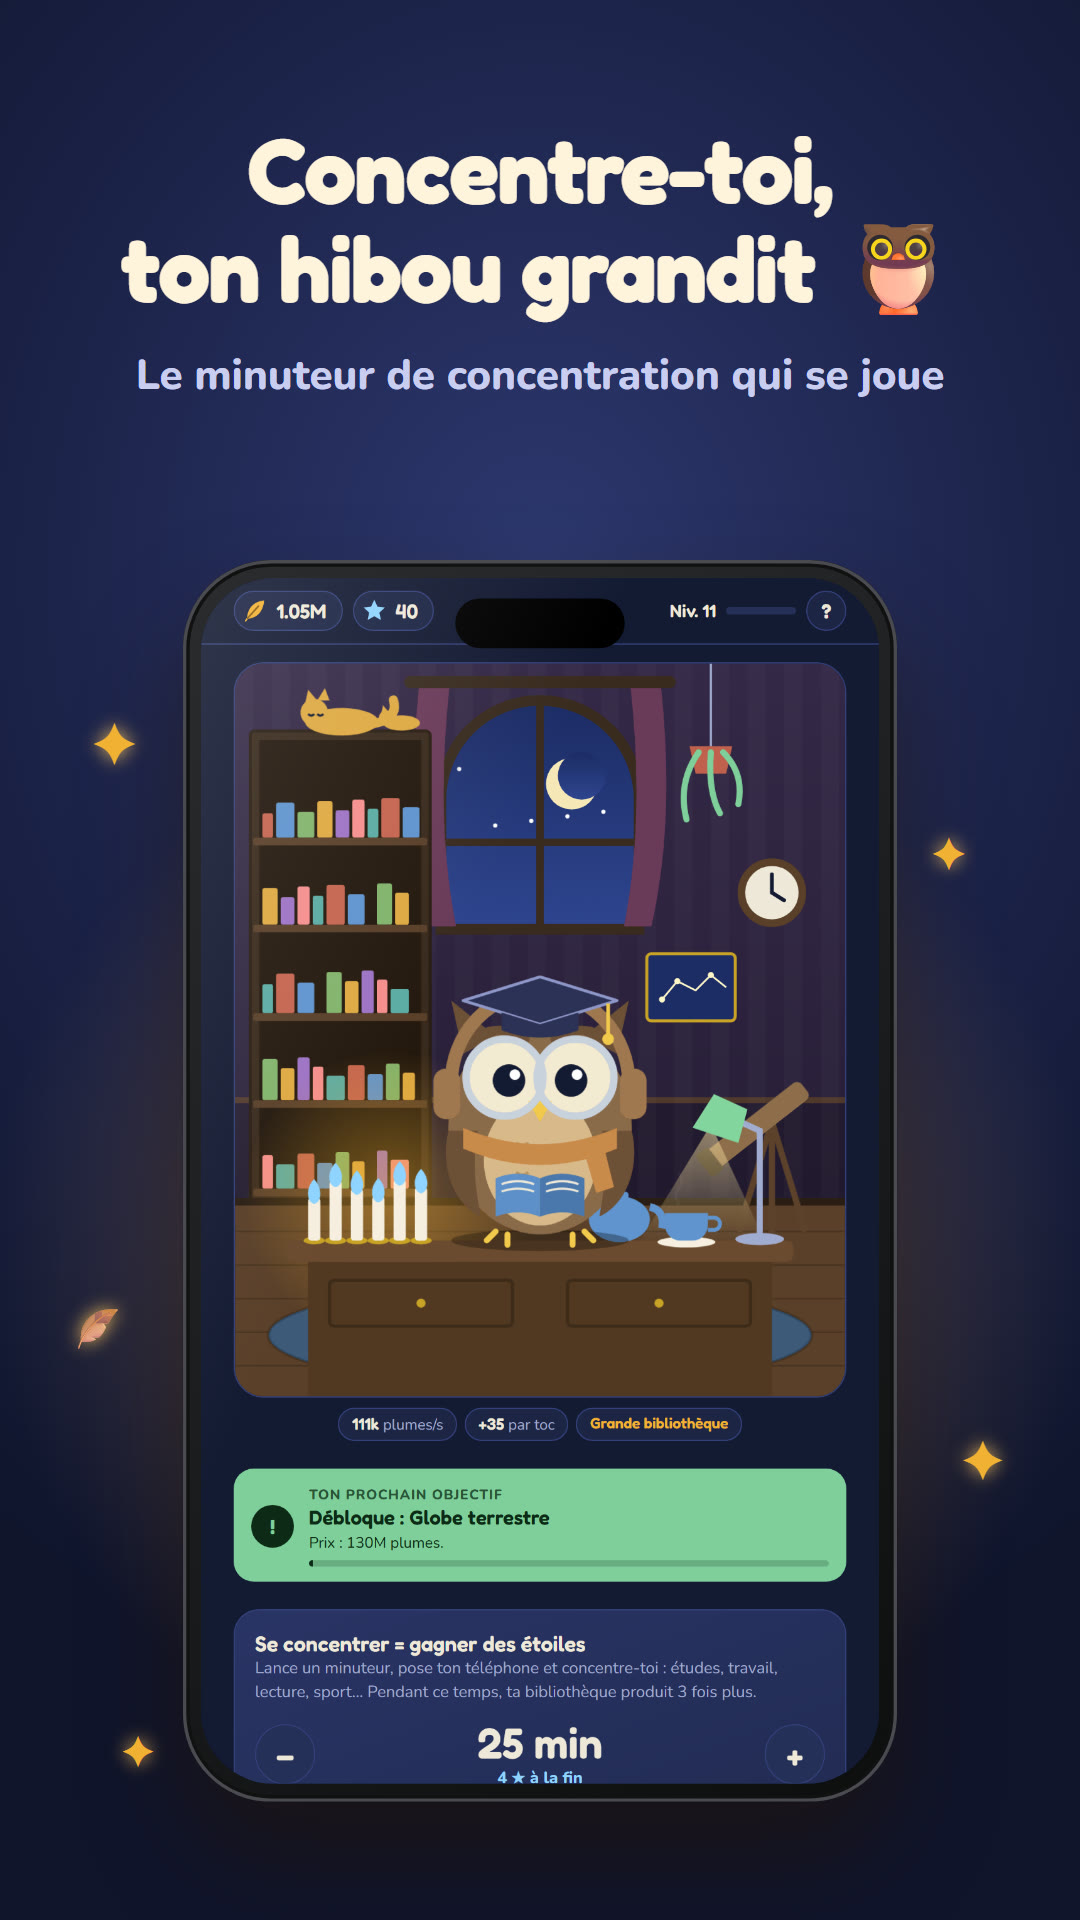 Concentre-toi,
ton hibou grandit
Le minuteur de concentration qui se joue
1.05M
40
Niv. 11
?
111k plumes/s
+35 par toc
Grande bibliothèque
!
TON PROCHAIN OBJECTIF
Débloque : Globe terrestre
Prix : 130M plumes.
Se concentrer = gagner des étoiles
Lance un minuteur, pose ton téléphone et concentre-toi : études, travail,
lecture, sport... Pendant ce temps, ta bibliothèque produit 3 fois plus.
−
25 min
+
4 ★ à la fin